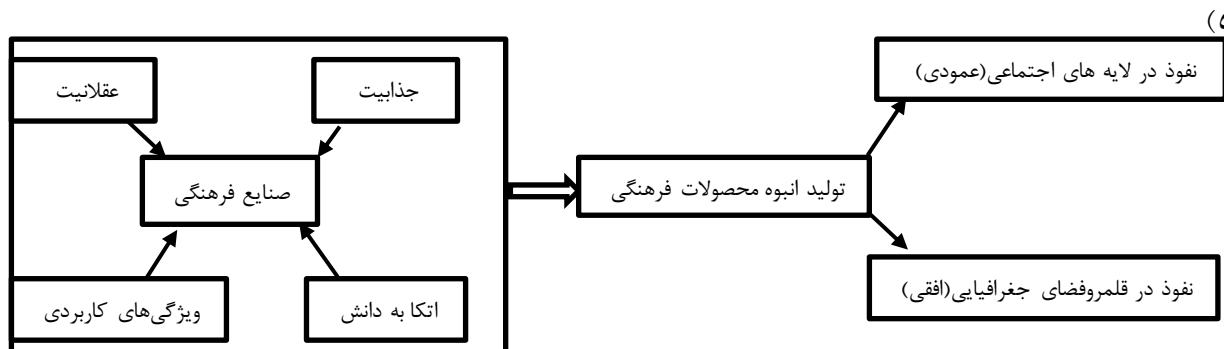 ۵)
نفوذ در لایه های اجتماعی(عمودی)
جذابیت
عقلانیت
تولید انبوه محصولات فرهنگی
صنایع فرهنگی
نفوذ در قلمروفضای جغرافیایی(افقی)
اتکا به دانش
ویژگی‌های کاربردی